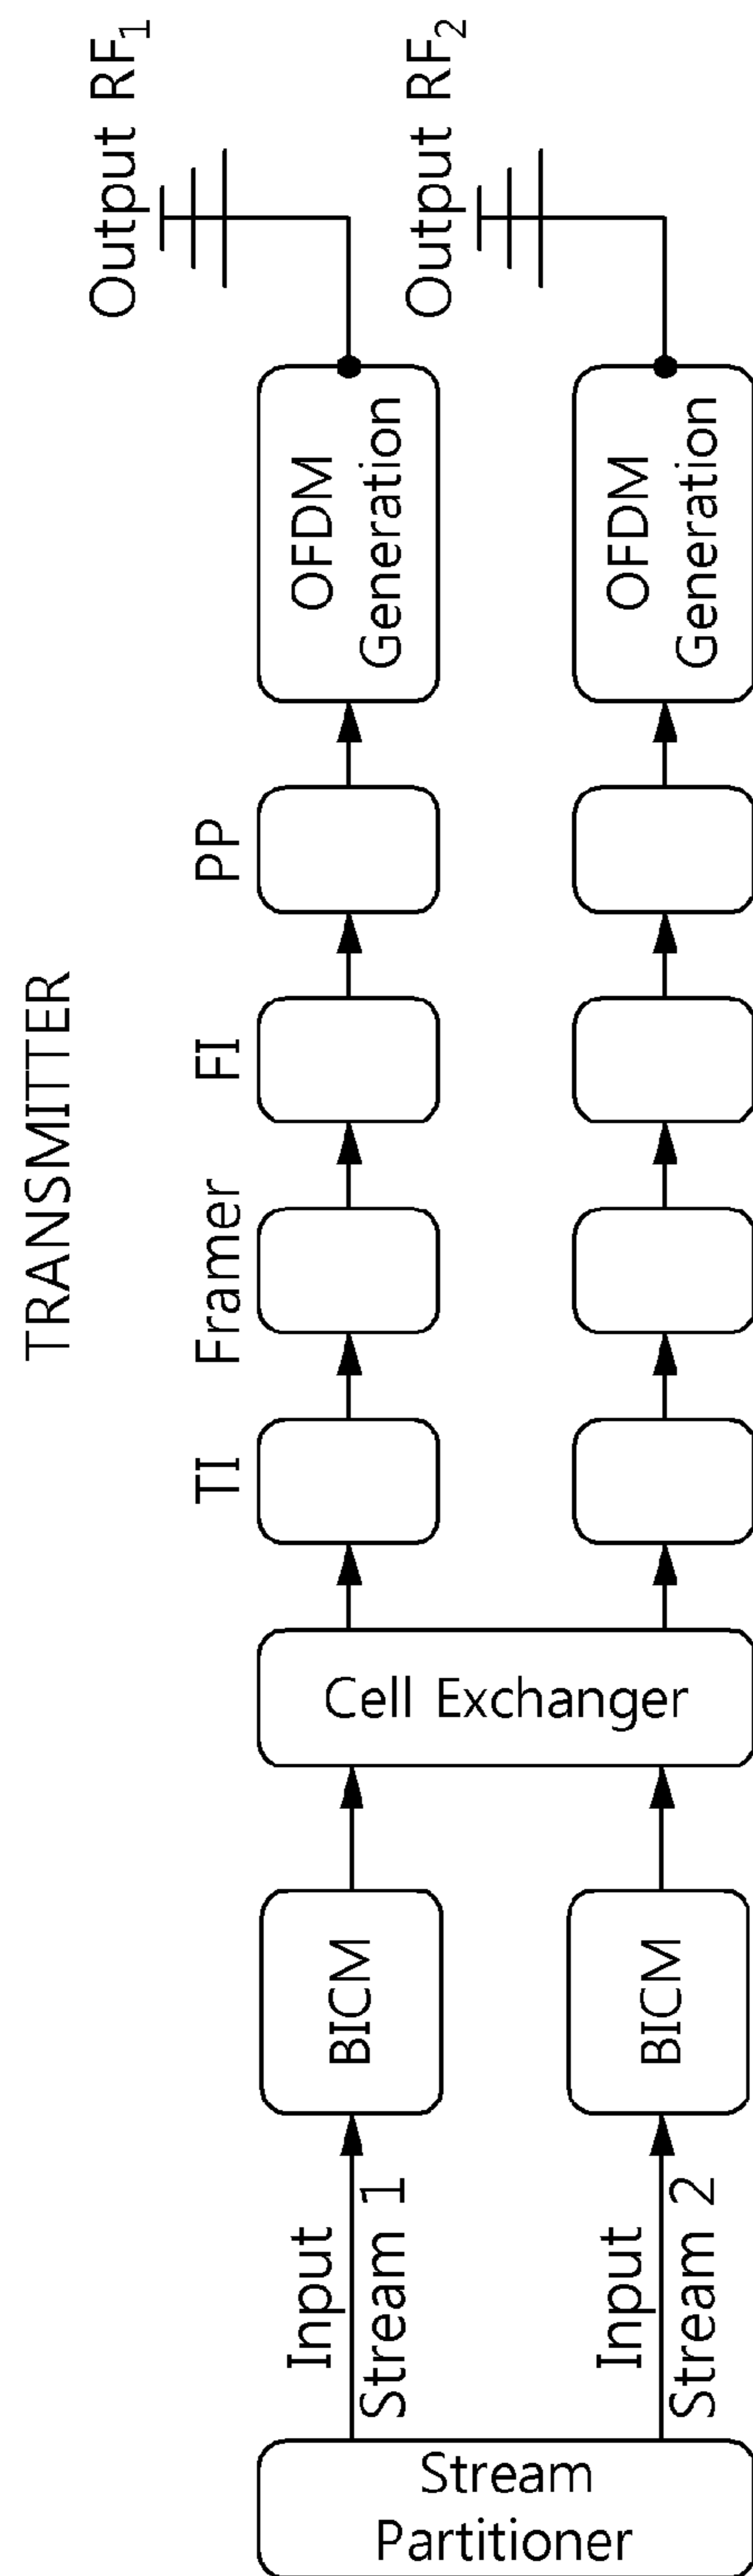 TRANSMITTER
Output RF1
Output RF2
OFDM
Generation
OFDM
Generation
PP
FI
Framer
TI
Cell Exchanger
BICM
BICM
Input
Stream 1
Input
Stream 2
Stream
Partitioner